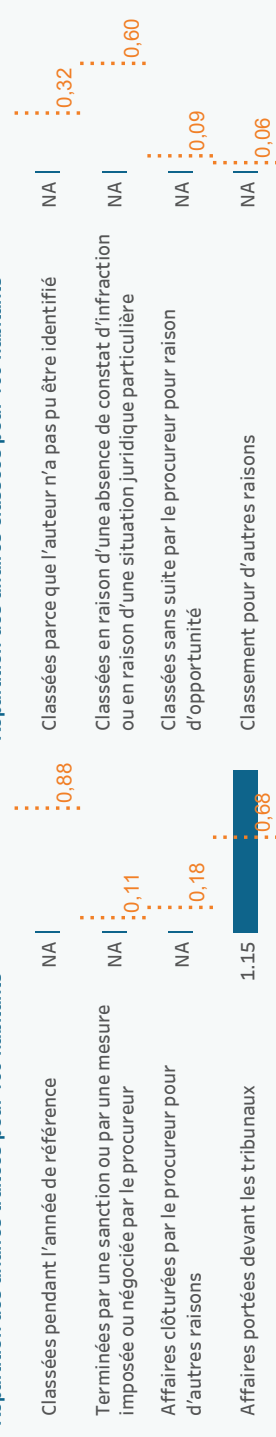 Classées pendant l'année de référence
NA
0,88
Terminées par une sanction ou par une mesure
imposée ou négociée par le procureur
NA
0,11
Affaires clôturées par le procureur pour
d'autres raisons
NA
0,18
Affaires portées devant les tribunaux
1.15
0,68
Classées parce que l'auteur n'a pas pu être identifié
NA
0,32
Classées en raison d'une absence de constat d'infraction
ou en raison d'une situation juridique particulière
NA
0,60
Classées sans suite par le procureur pour raison
d'opportunité
NA
0,09
Classement pour d'autres raisons
NA
0,06